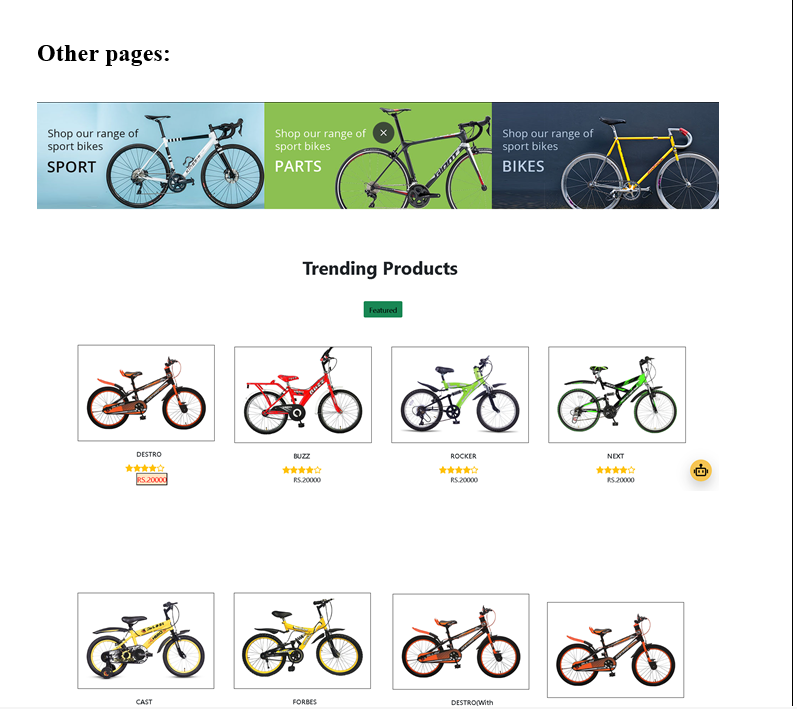 Other pages:
Shop our range of
sport bikes
SPORT
Shop our range of
sport bikes
PARTS
Shop our range of
sport bikes
BIKES
Trending Products
Featured
DESTRO
RS.20000
BUZZ
RS.20000
ROCKER
RS.20000
NEXT
RS.20000
CAST
FORBES
DESTRO(With